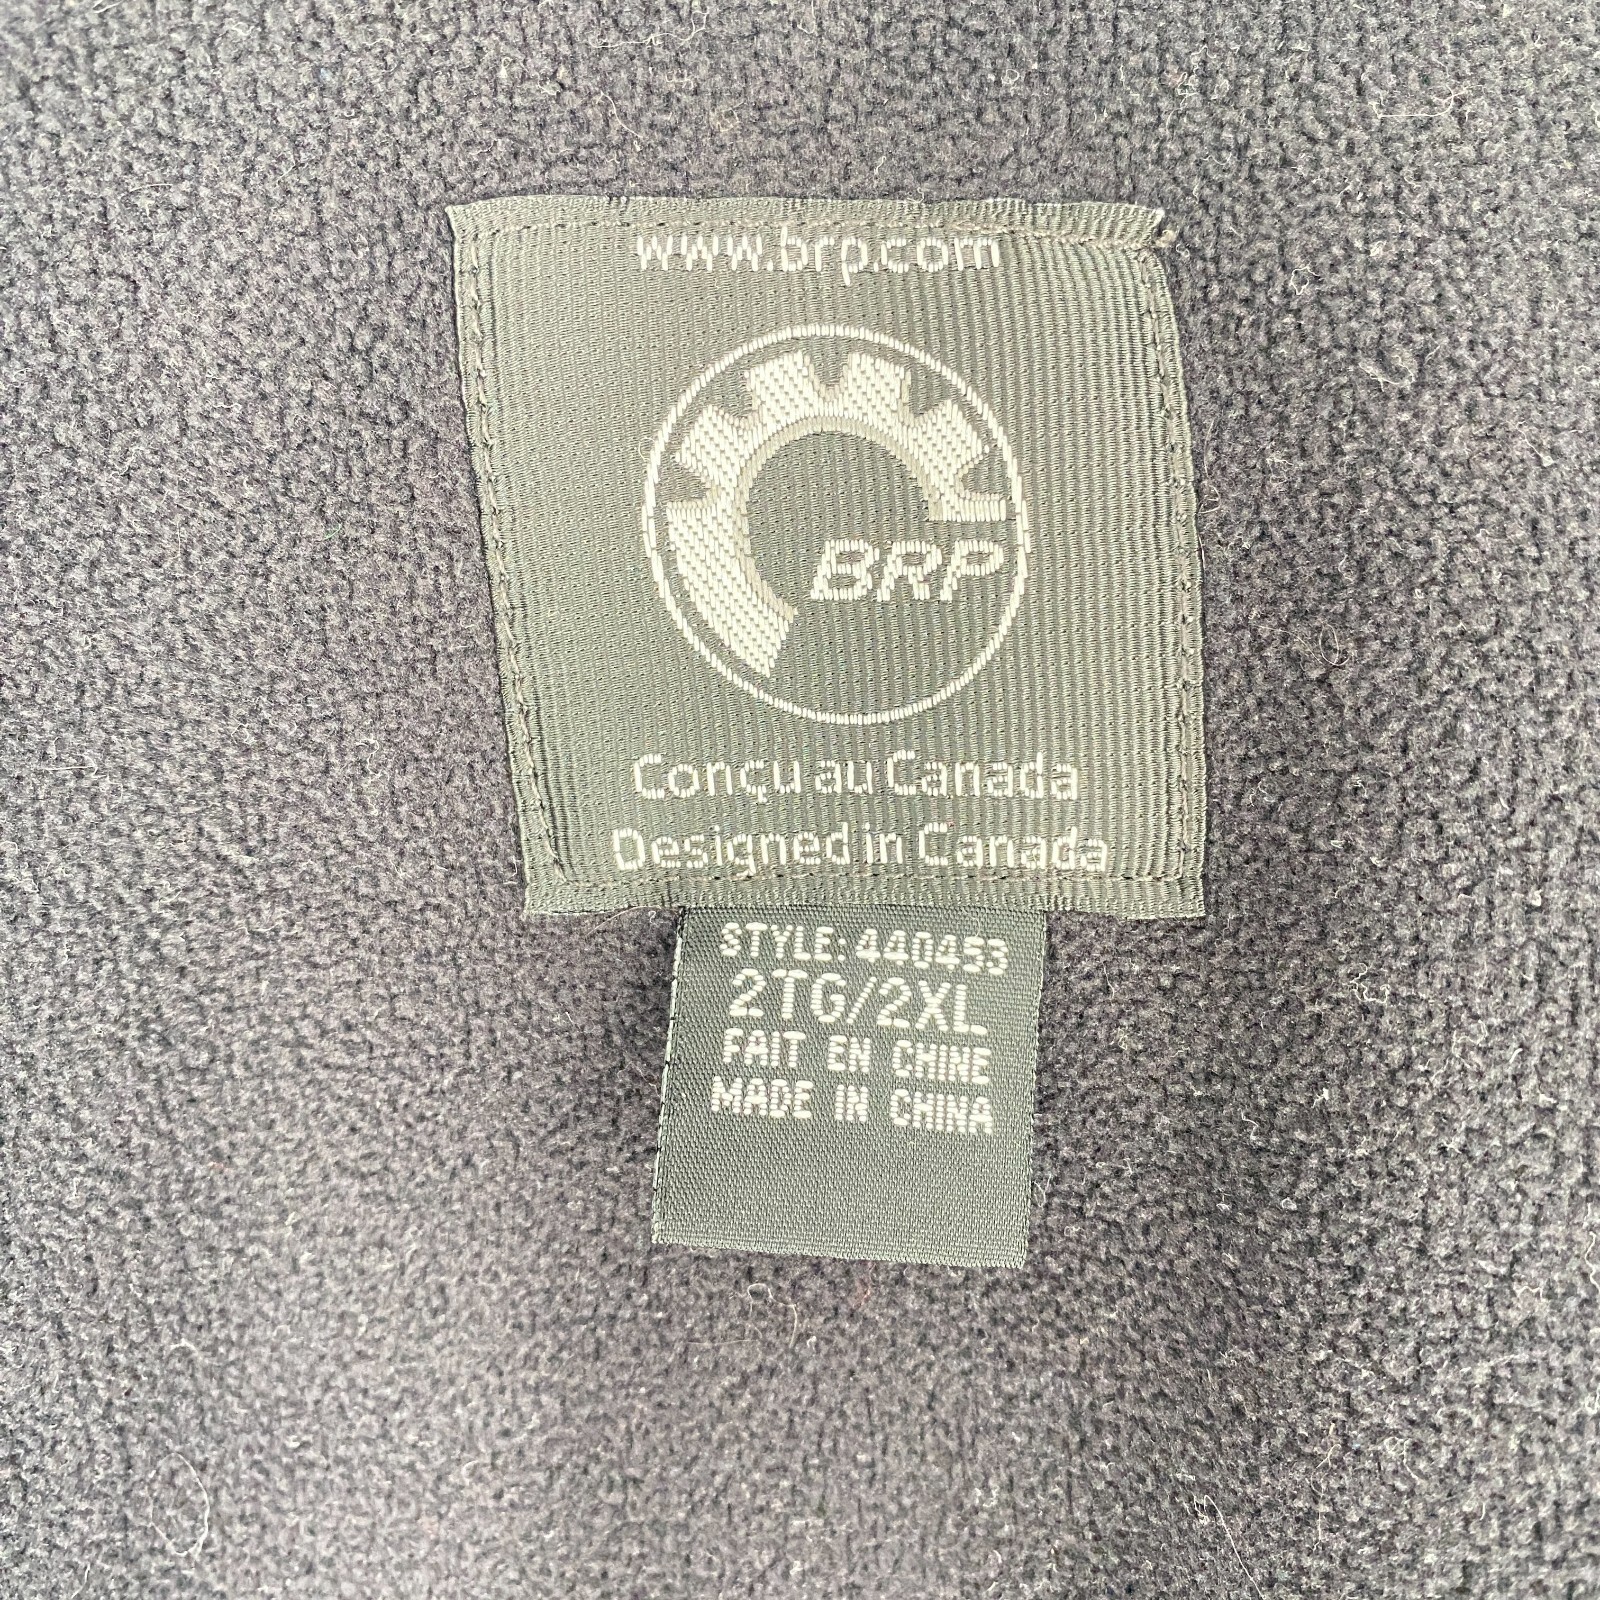 www.brp.com
BRP
Conçu au Canada
Designed in Canada
STYLE: 440453
2TG/2XL
FAIT EN CHINE
MADE IN CHINA